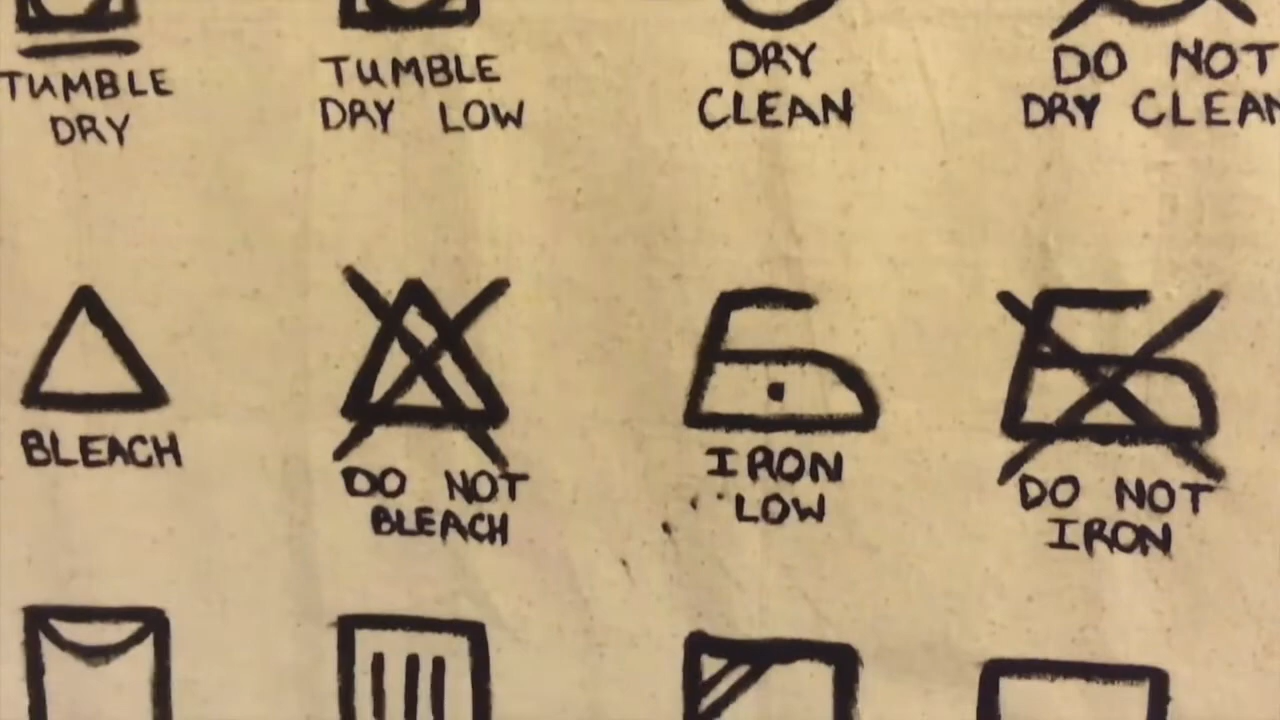 TUMBLE
DRY
TUMBLE
DRY LOW
DRY
CLEAN
DO NOT
DRY CLEAN
BLEACH
DO NOT
BLEACH
IRON
LOW
DO NOT
IRON